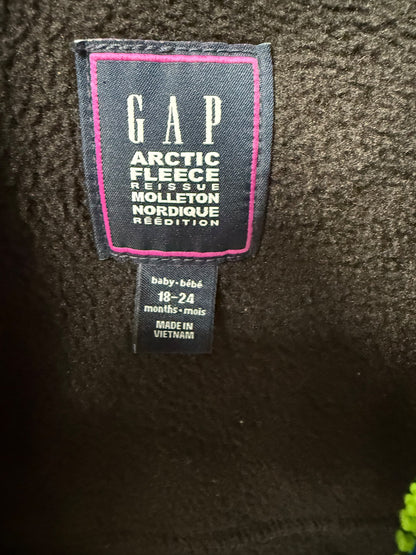 GAP
ARCTIC
FLEECE
REISSUE
MOLLETON
NORDIQUE
RÉÉDITION
baby•bébé
18–24
months•mois
MADE IN
VIETNAM